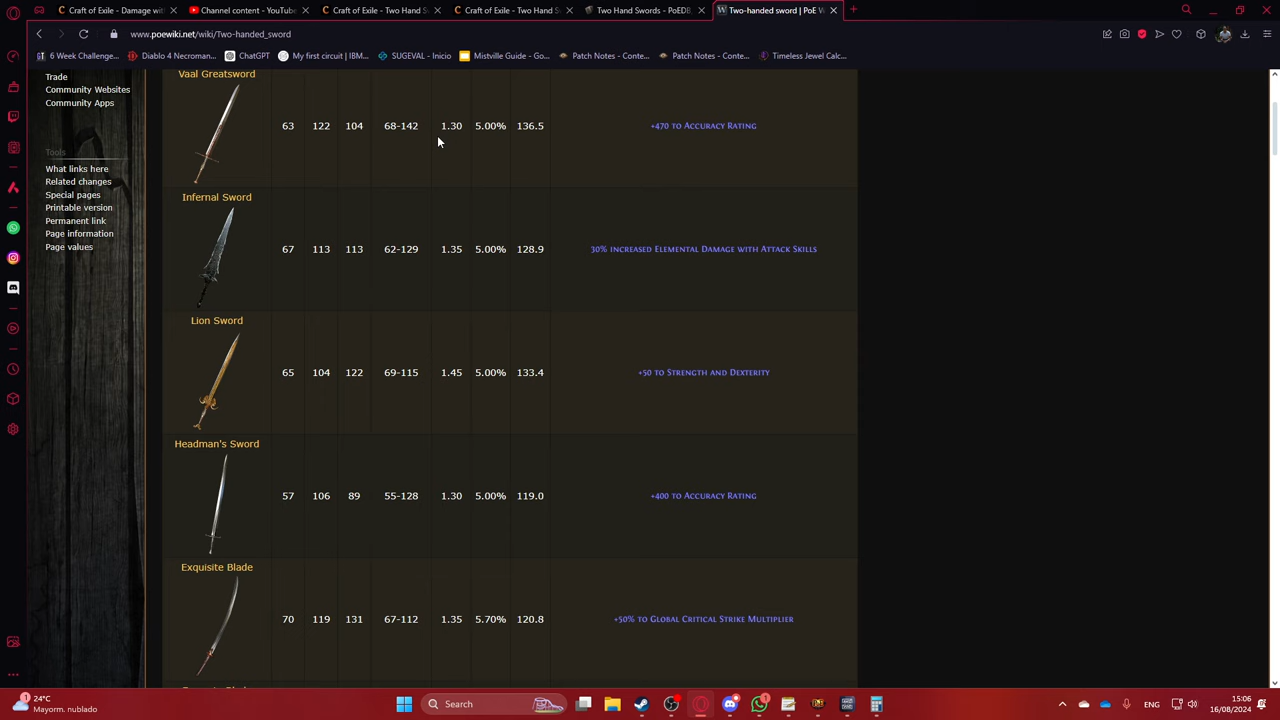 Craft of Exile - Damage with
Channel content - YouTube
Craft of Exile - Two Hand S
Craft of Exile - Two Hand Sw
Two Hand Swords - PoEDB
Two-handed sword | PoE W
www.poewiki.net/wiki/Two-handed_sword
6 Week Challenge...
Diablo 4 Necroman...
ChatGPT
My first circuit | IBM...
SUGEVAL - Inicio
Mistville Guide - Go...
Patch Notes - Conte...
Patch Notes - Conte...
Timeless Jewel Calc...
Trade
Community Websites
Community Apps
Tools
What links here
Related changes
Special pages
Printable version
Permanent link
Page information
Page values
Vaal Greatsword
63 122 104 68-142 1.30 5.00% 136.5 +470 to Accuracy Rating
Infernal Sword
67 113 113 62-129 1.35 5.00% 128.9 30% increased Elemental Damage with Attack Skills
Lion Sword
65 104 122 69-115 1.45 5.00% 133.4 +50 to Strength and Dexterity
Headman's Sword
57 106 89 55-128 1.30 5.00% 119.0 +400 to Accuracy Rating
Exquisite Blade
70 119 131 67-112 1.35 5.70% 120.8 +50% to Global Critical Strike Multiplier
1
24°C
Mayorm. nublado
Search
1
ENG
15:06
16/08/2024